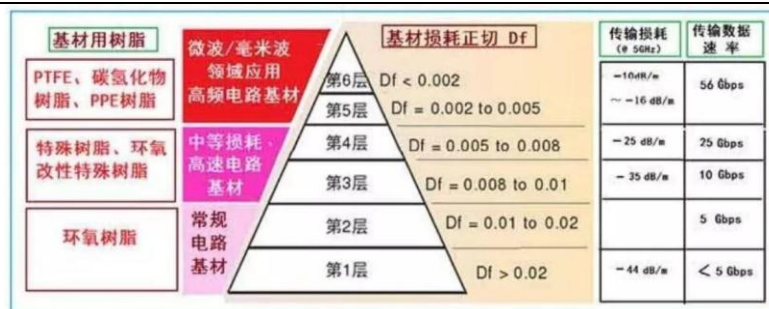 基材用树脂
PTFE、碳氢化物
树脂、PPE树脂
特殊树脂、环氧
改性特殊树脂
环氧树脂
微波/毫米波
领域应用
高频电路基材
中等损耗、
高速电路
基材
常规
电路
基材
基材损耗正切 Df
第6层 Df < 0.002
第5层 Df = 0.002 to 0.005
第4层 Df = 0.005 to 0.008
第3层 Df = 0.008 to 0.01
第2层 Df = 0.01 to 0.02
第1层 Df > 0.02
传输损耗
(@ 5GHz)
-10dB/m
~ -16 dB/m
- 25 dB/m
- 35 dB/m
- 44 dB/m
传输数据
速率
56 Gbps
25 Gbps
10 Gbps
5 Gbps
< 5 Gbps